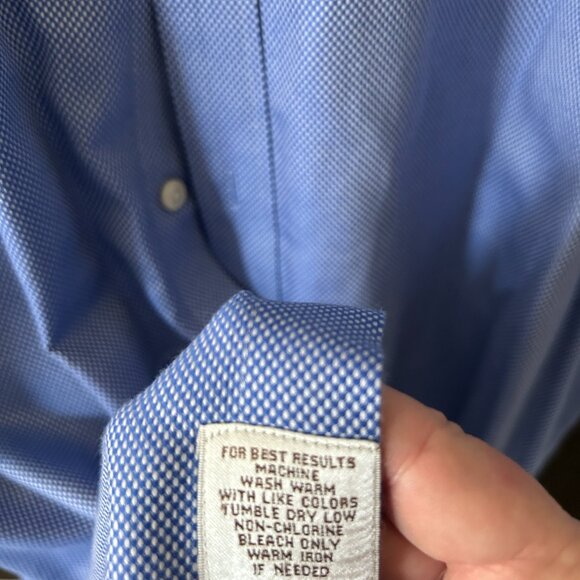 FOR BEST RESULTS
MACHINE
WASH WARM
WITH LIKE COLORS
TUMBLE DRY LOW
NON-CHLORINE
BLEACH ONLY
WARM IRON
IF NEEDED